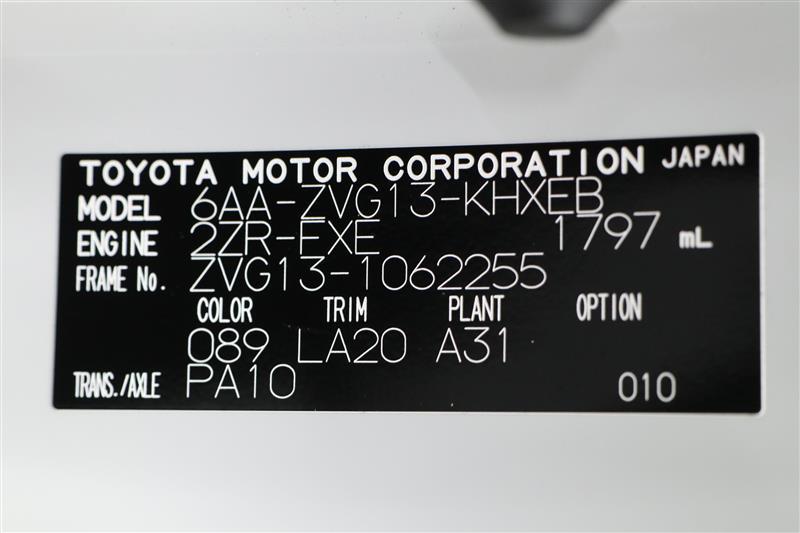 TOYOTA MOTOR CORPORATION JAPAN
MODEL 6AA-ZVG13-KHXEB
ENGINE 2ZR-EXE 1797 mL
FRAME No. ZVG13-1062255
COLOR TRIM PLANT OPTION
089 LA20 A31
TRANS./AXLE PA10 010